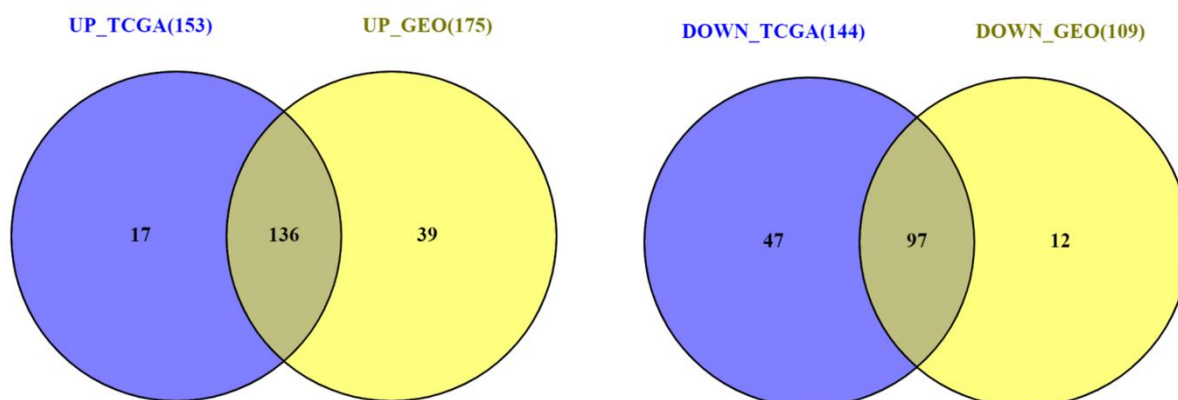 UP_TCGA(153) UP_GEO(175)
17 136 39
DOWN_TCGA(144) DOWN_GEO(109)
47 97 12